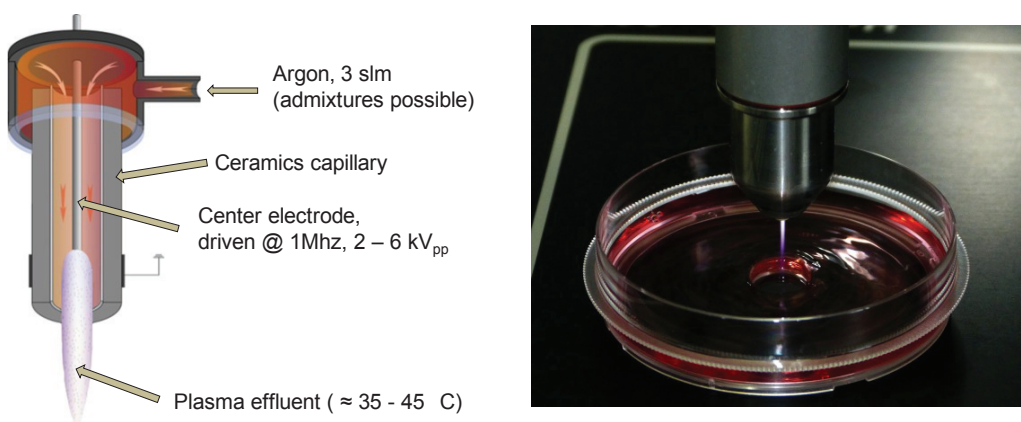 Argon, 3 slm
(admixtures possible)
Ceramics capillary
Center electrode,
driven @ 1Mhz, 2 – 6 kVpp
Plasma effluent ( ≈ 35 - 45 C)